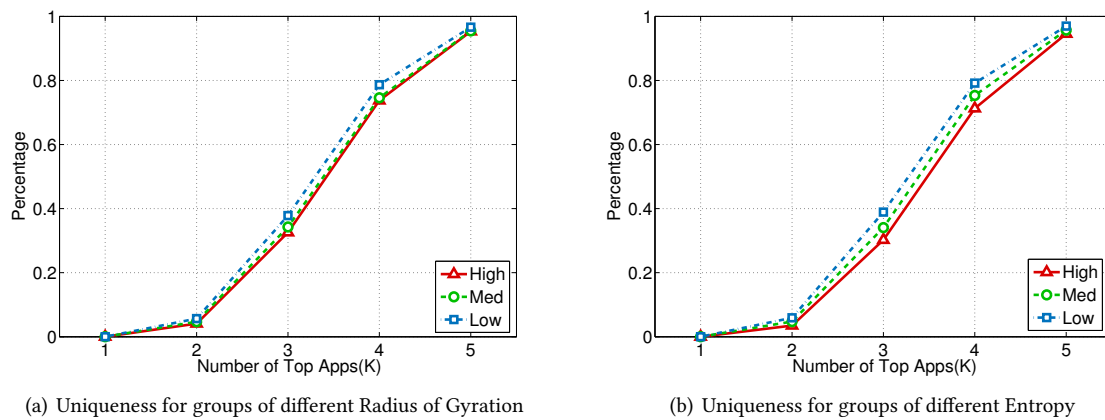 1
0.8
0.6
0.4
0.2
0
Percentage
1 2 3 4 5
Number of Top Apps(K)
High
Med
Low
(a) Uniqueness for groups of different Radius of Gyration
1
0.8
0.6
0.4
0.2
0
Percentage
1 2 3 4 5
Number of Top Apps(K)
High
Med
Low
(b) Uniqueness for groups of different Entropy